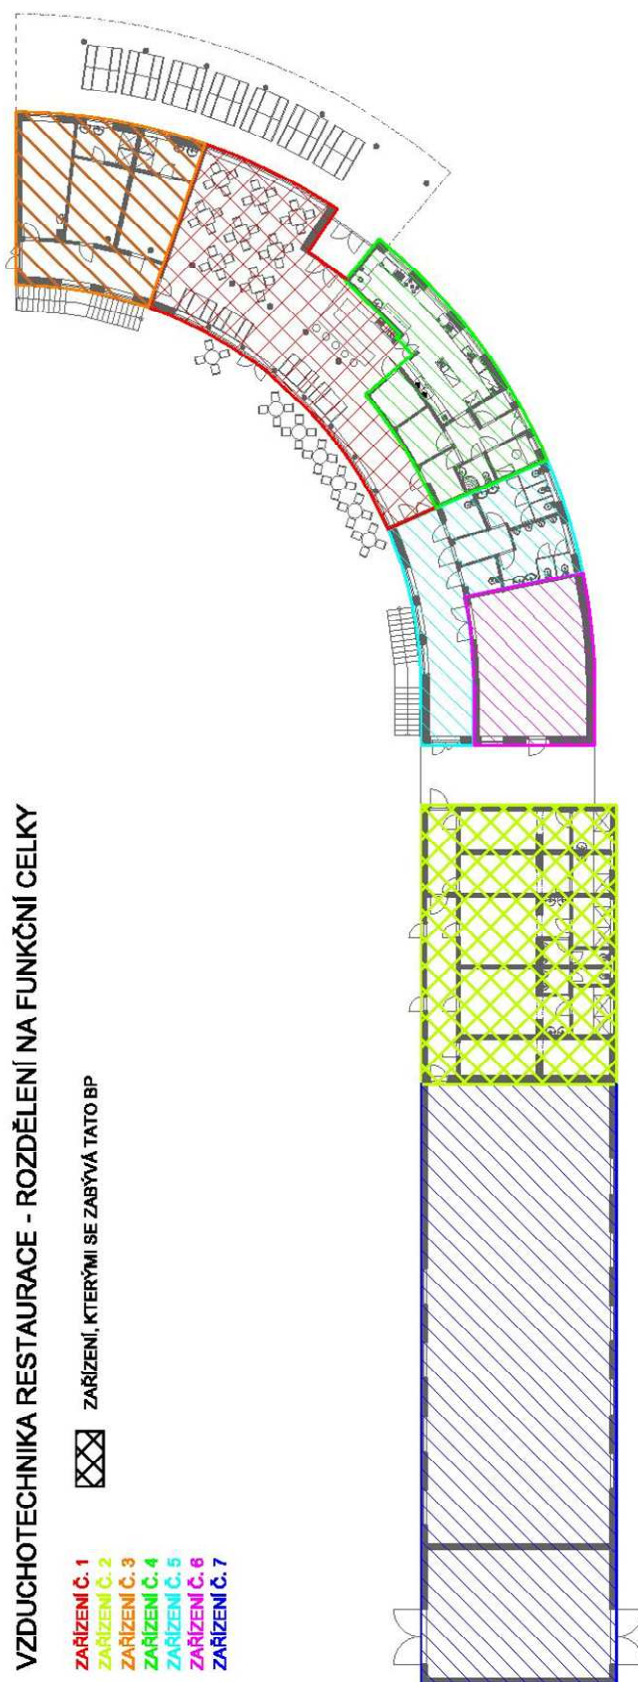 VZDUCHOTECHNIKA RESTAURACE - ROZDĚLENÍ NA FUNKČNÍ CELKY
ZAŘÍZENÍ, KTERÝMI SE ZABÝVÁ TATO BP
ZAŘÍZENÍ Č. 1
ZAŘÍZENÍ Č. 2
ZAŘÍZENÍ Č. 3
ZAŘÍZENÍ Č. 4
ZAŘÍZENÍ Č. 5
ZAŘÍZENÍ Č. 6
ZAŘÍZENÍ Č. 7